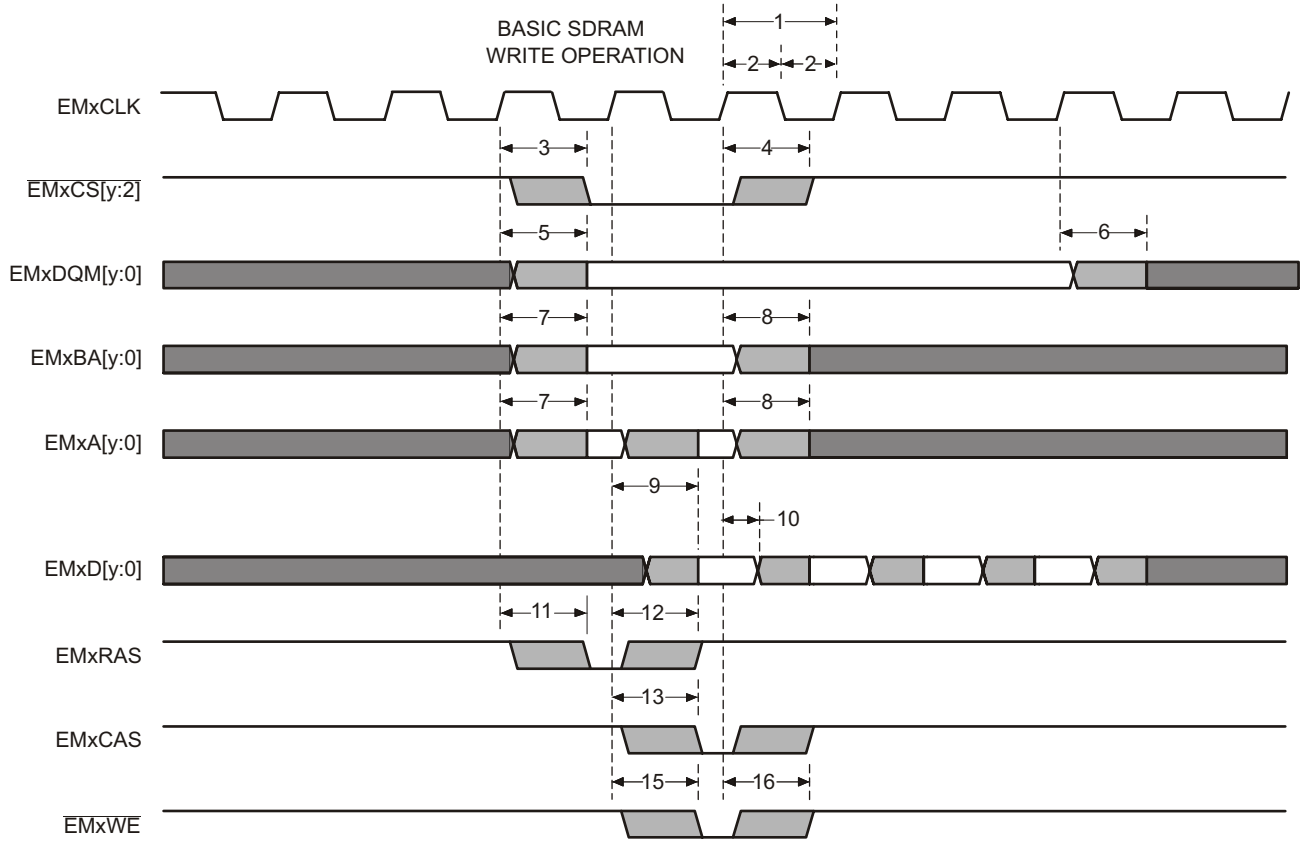 1
BASIC SDRAM
WRITE OPERATION
2 2
EMxCLK
3 4
EMxCS[y:2]
5 6
EMxDQM[y:0]
7 8
EMxBA[y:0]
7 8
EMxA[y:0]
9
10
EMxD[y:0]
11 12
EMxRAS
13
EMxCAS
15 16
EMxWE